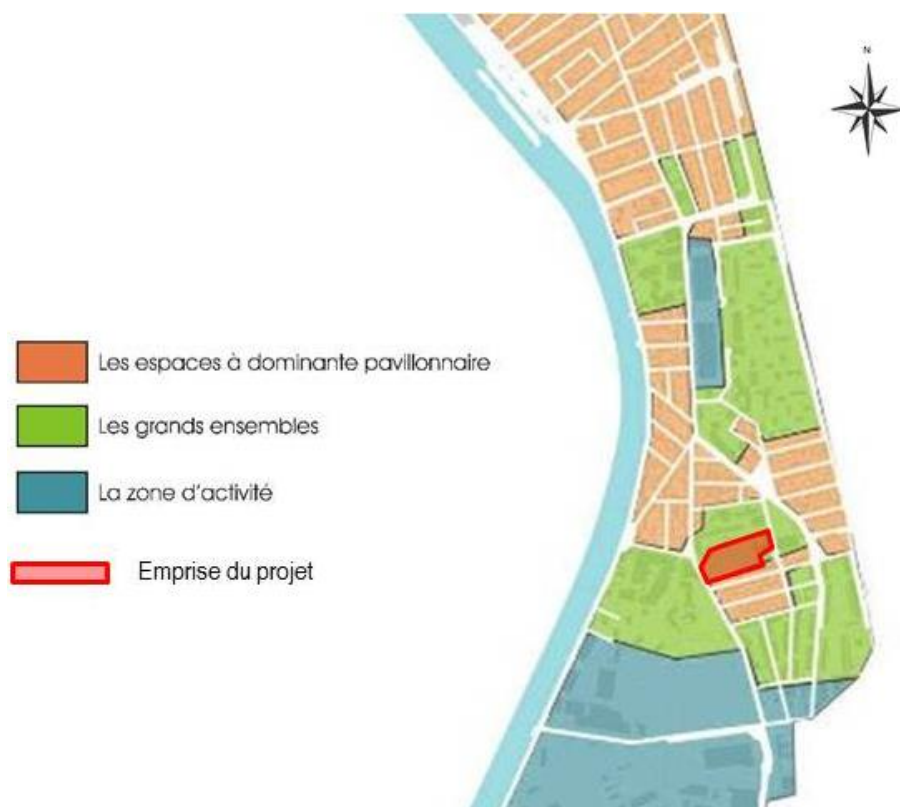 N
Les espaces à dominante pavillonnaire
Les grands ensembles
La zone d'activité
Emprise du projet